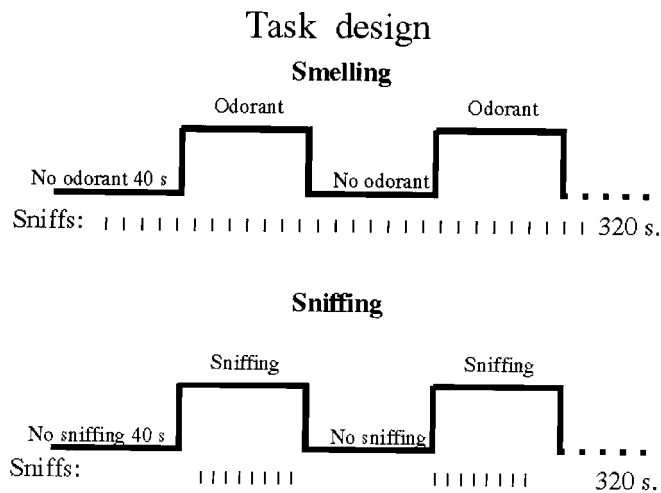 Task design
Smelling
Odorant Odorant
No odorant 40 s No odorant
Sniffs: 320 s.
Sniffing
Sniffing Sniffing
No sniffing 40 s No sniffing
Sniffs: 320 s.